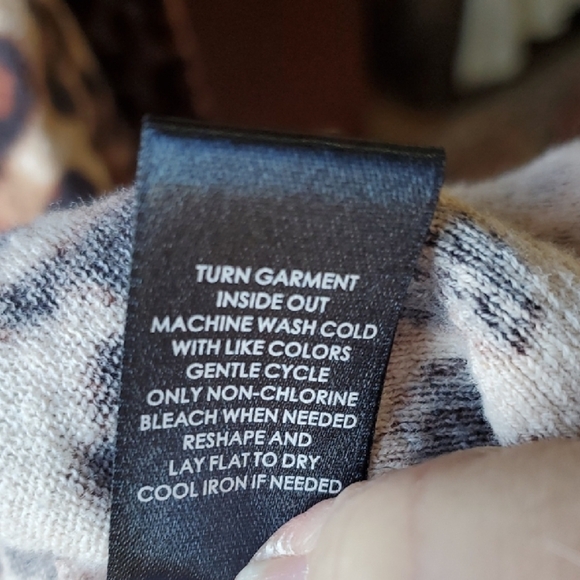 TURN GARMENT
INSIDE OUT
MACHINE WASH COLD
WITH LIKE COLORS
GENTLE CYCLE
ONLY NON-CHLORINE
BLEACH WHEN NEEDED
RESHAPE AND
LAY FLAT TO DRY
COOL IRON IF NEEDED